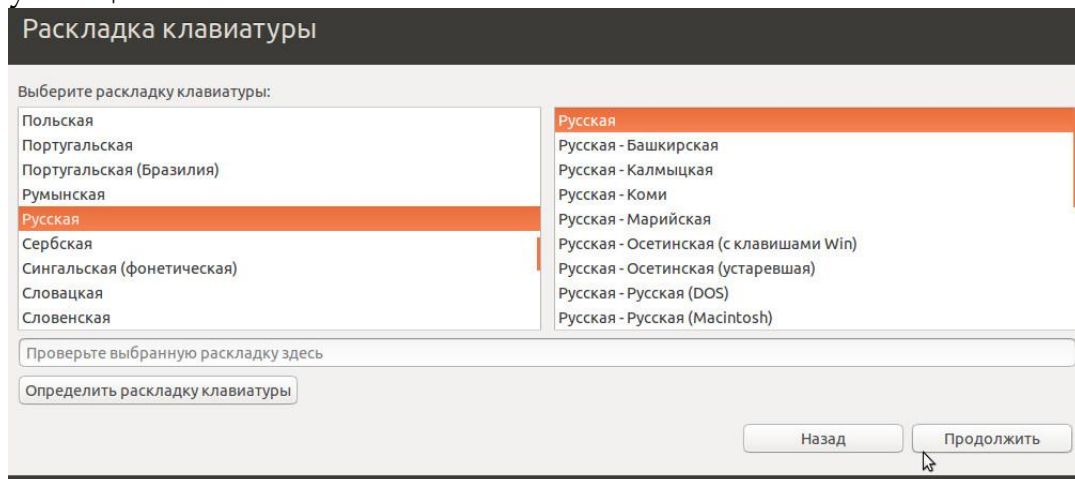 Раскладка клавиатуры
Выберите раскладку клавиатуры:
Польская
Португальская
Португальская (Бразилия)
Румынская
Русская
Сербская
Сингальская (фонетическая)
Словацкая
Словенская
Русская
Русская - Башкирская
Русская - Калмыцкая
Русская - Коми
Русская - Марийская
Русская - Осетинская (с клавишами Win)
Русская - Осетинская (устаревшая)
Русская - Русская (DOS)
Русская - Русская (Macintosh)
Проверьте выбранную раскладку здесь
Определить раскладку клавиатуры
Назад
Продолжить